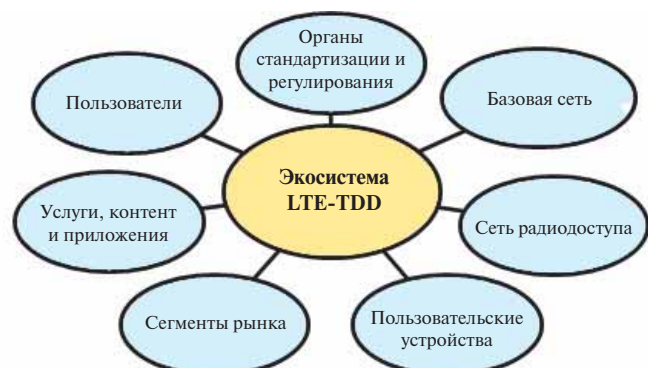 Органы
стандартизации и
регулирования
Пользователи
Базовая сеть
Экосистема
LTE-TDD
Услуги, контент
и приложения
Сеть радиодоступа
Сегменты рынка
Пользовательские
устройства